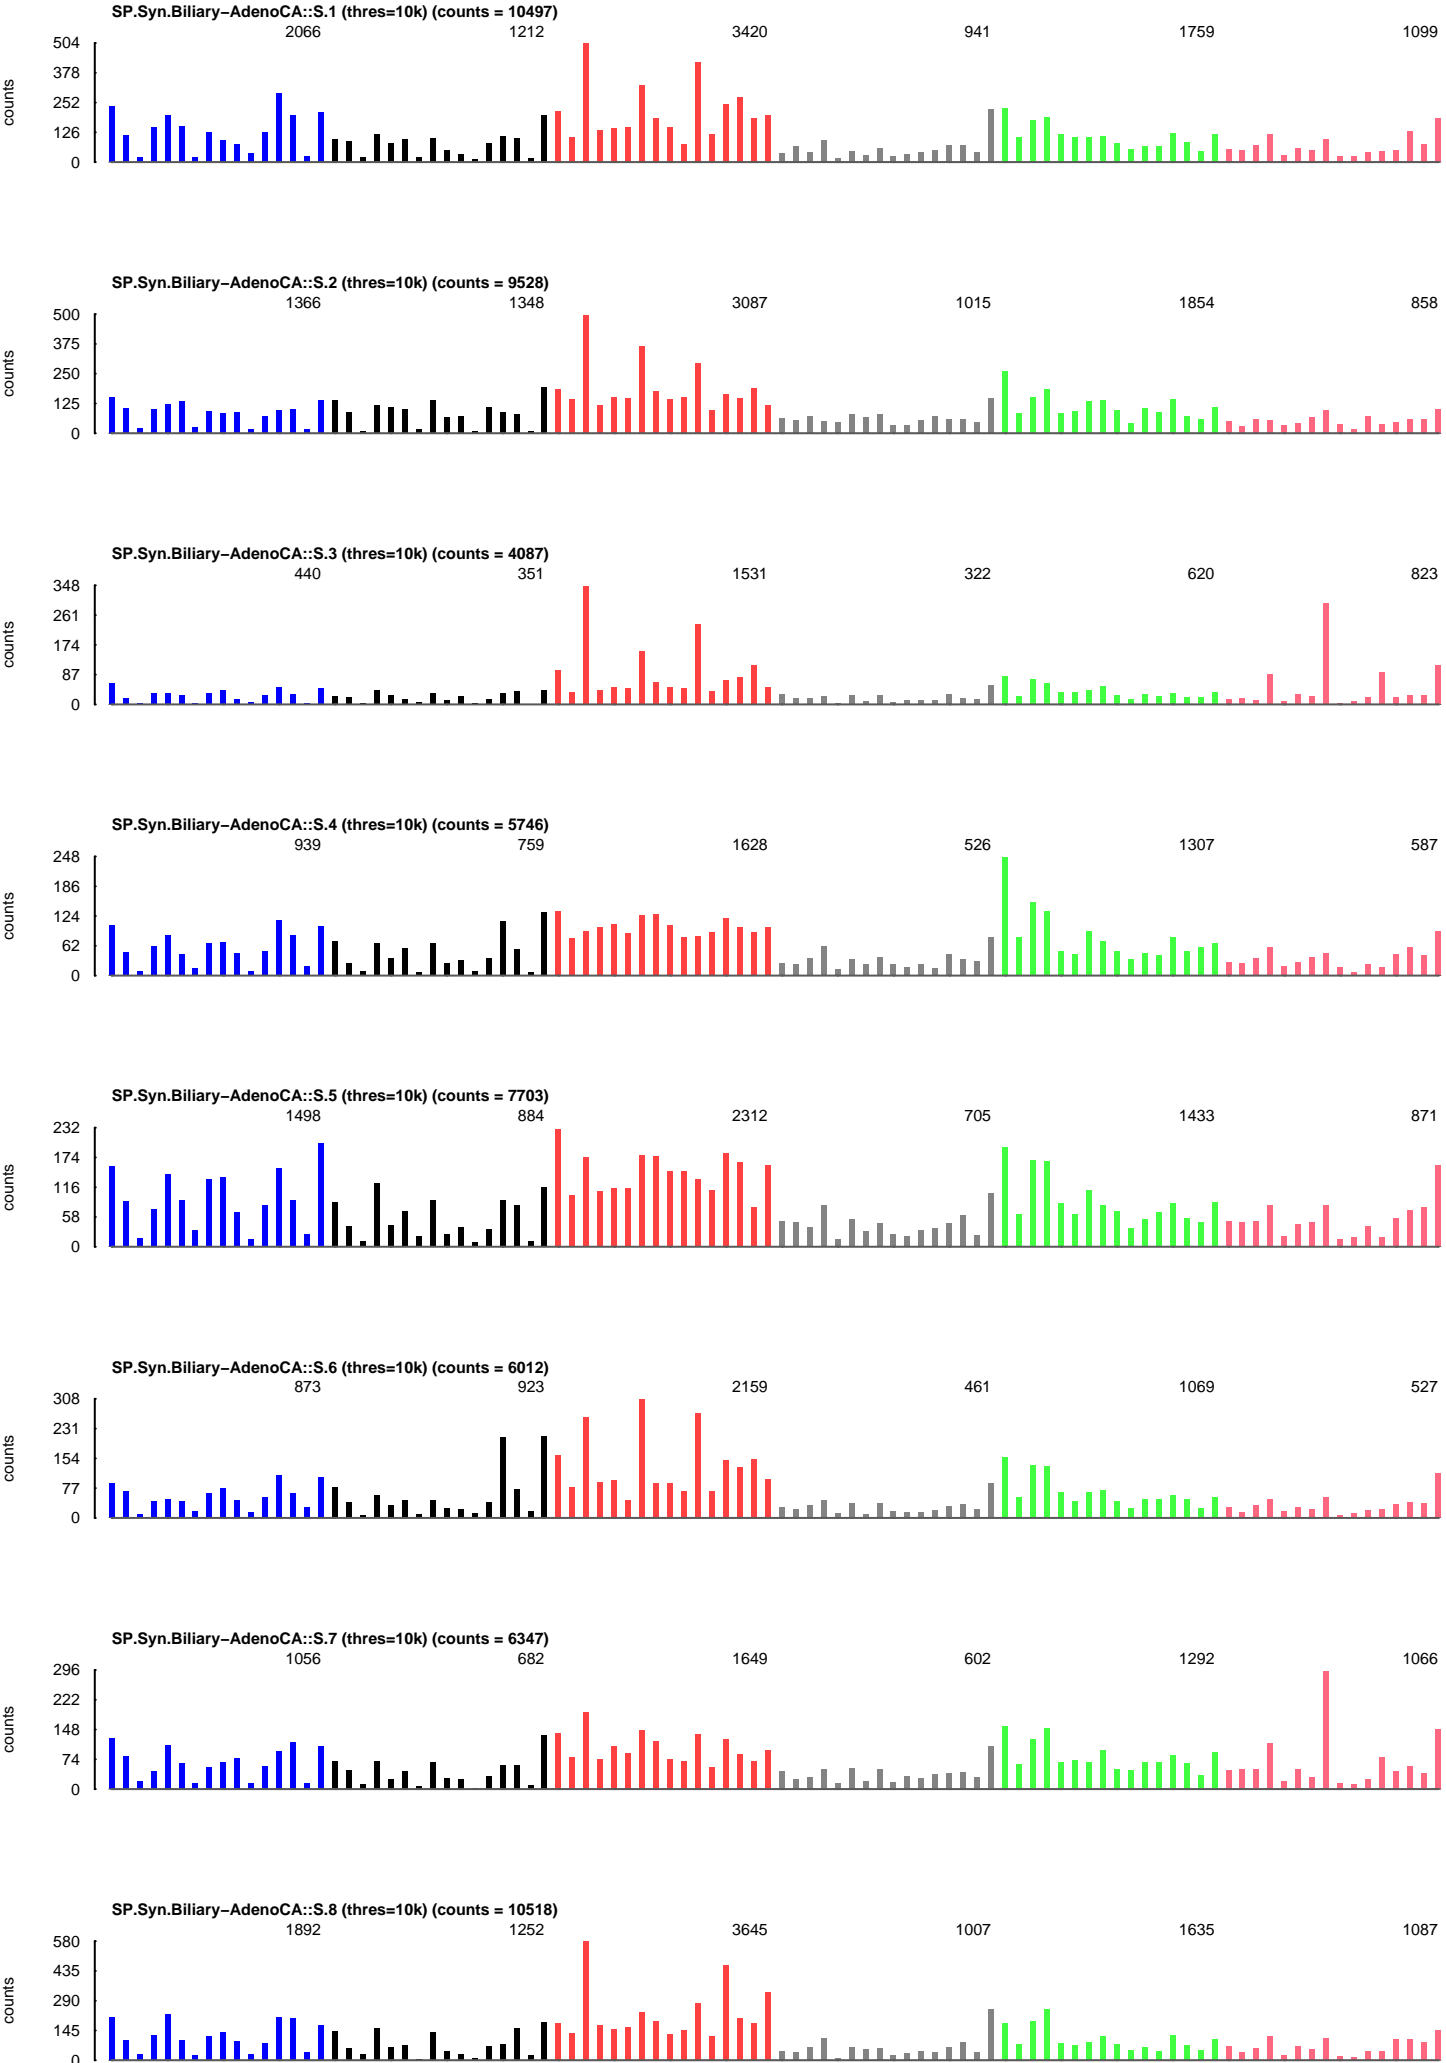 SP.Syn.Biliary−AdenoCA::S.1 (thres=10k) (counts = 10497)
2066 1212 3420 941 1759 1099
504
378
252
126
0
counts
SP.Syn.Biliary−AdenoCA::S.2 (thres=10k) (counts = 9528)
1366 1348 3087 1015 1854 858
500
375
250
125
0
counts
SP.Syn.Biliary−AdenoCA::S.3 (thres=10k) (counts = 4087)
440 351 1531 322 620 823
348
261
174
87
0
counts
SP.Syn.Biliary−AdenoCA::S.4 (thres=10k) (counts = 5746)
939 759 1628 526 1307 587
248
186
124
62
0
counts
SP.Syn.Biliary−AdenoCA::S.5 (thres=10k) (counts = 7703)
1498 884 2312 705 1433 871
232
174
116
58
0
counts
SP.Syn.Biliary−AdenoCA::S.6 (thres=10k) (counts = 6012)
873 923 2159 461 1069 527
308
231
154
77
0
counts
SP.Syn.Biliary−AdenoCA::S.7 (thres=10k) (counts = 6347)
1056 682 1649 602 1292 1066
296
222
148
74
0
counts
SP.Syn.Biliary−AdenoCA::S.8 (thres=10k) (counts = 10518)
1892 1252 3645 1007 1635 1087
580
435
290
145
0
counts